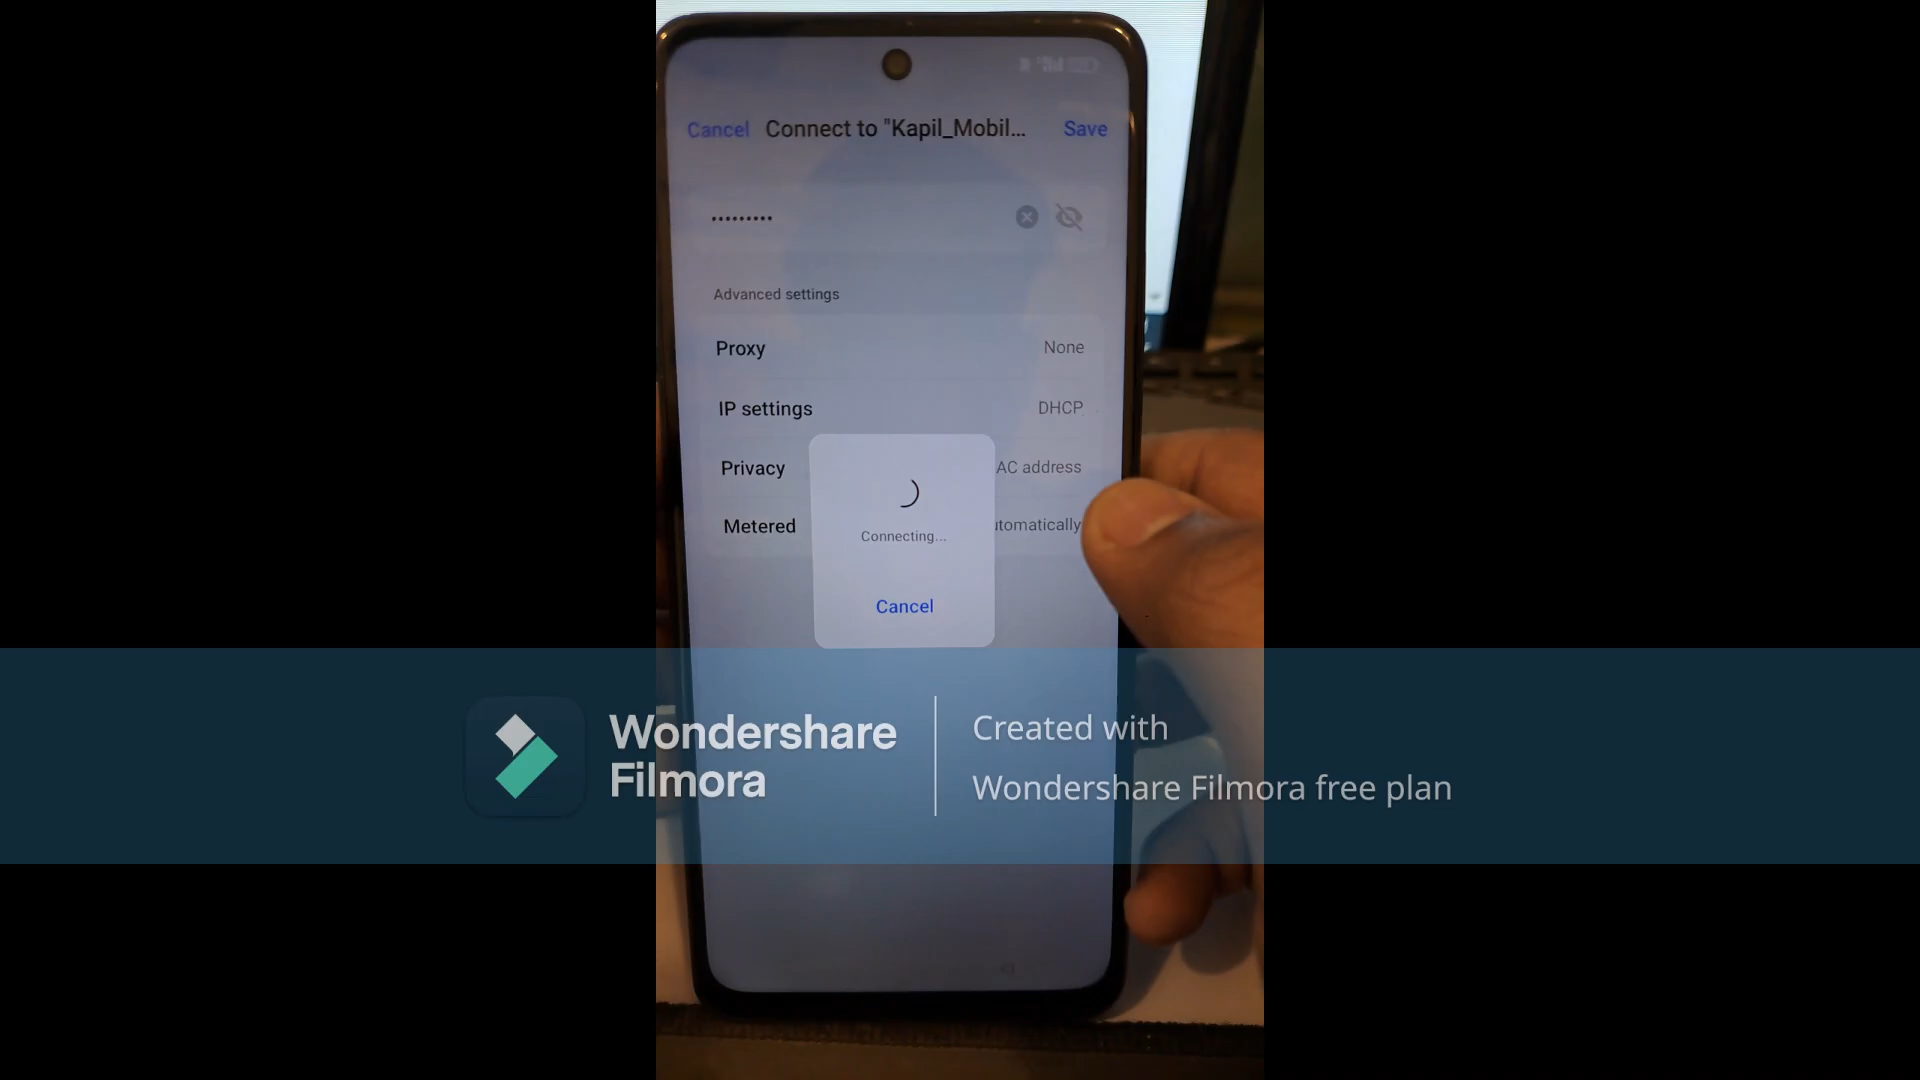 Cancel Connect to "Kapil_Mobil... Save
•••••••••
Advanced settings
Proxy None
IP settings DHCP
Privacy AC address
Metered utomatically
Connecting...
Cancel
Wondershare
Filmora
Created with
Wondershare Filmora free plan